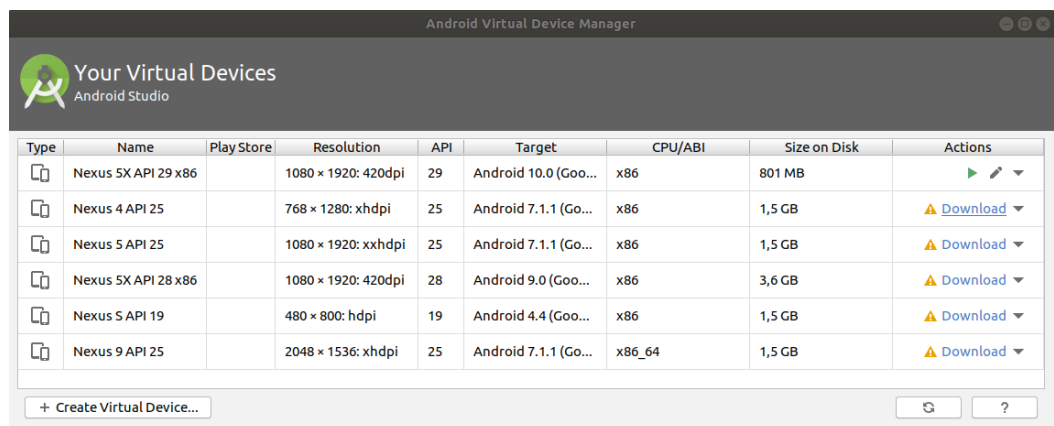 Android Virtual Device Manager
Your Virtual Devices
Android Studio
Type Name Play Store Resolution API Target CPU/ABI Size on Disk Actions
Nexus 5X API 29 x86 1080 × 1920: 420dpi 29 Android 10.0 (Goo... x86 801 MB
Nexus 4 API 25 768 × 1280: xhdpi 25 Android 7.1.1 (Go... x86 1,5 GB Download
Nexus 5 API 25 1080 × 1920: xxhdpi 25 Android 7.1.1 (Go... x86 1,5 GB Download
Nexus 5X API 28 x86 1080 × 1920: 420dpi 28 Android 9.0 (Goo... x86 3,6 GB Download
Nexus S API 19 480 × 800: hdpi 19 Android 4.4 (Goo... x86 1,5 GB Download
Nexus 9 API 25 2048 × 1536: xhdpi 25 Android 7.1.1 (Go... x86_64 1,5 GB Download
+ Create Virtual Device... ?